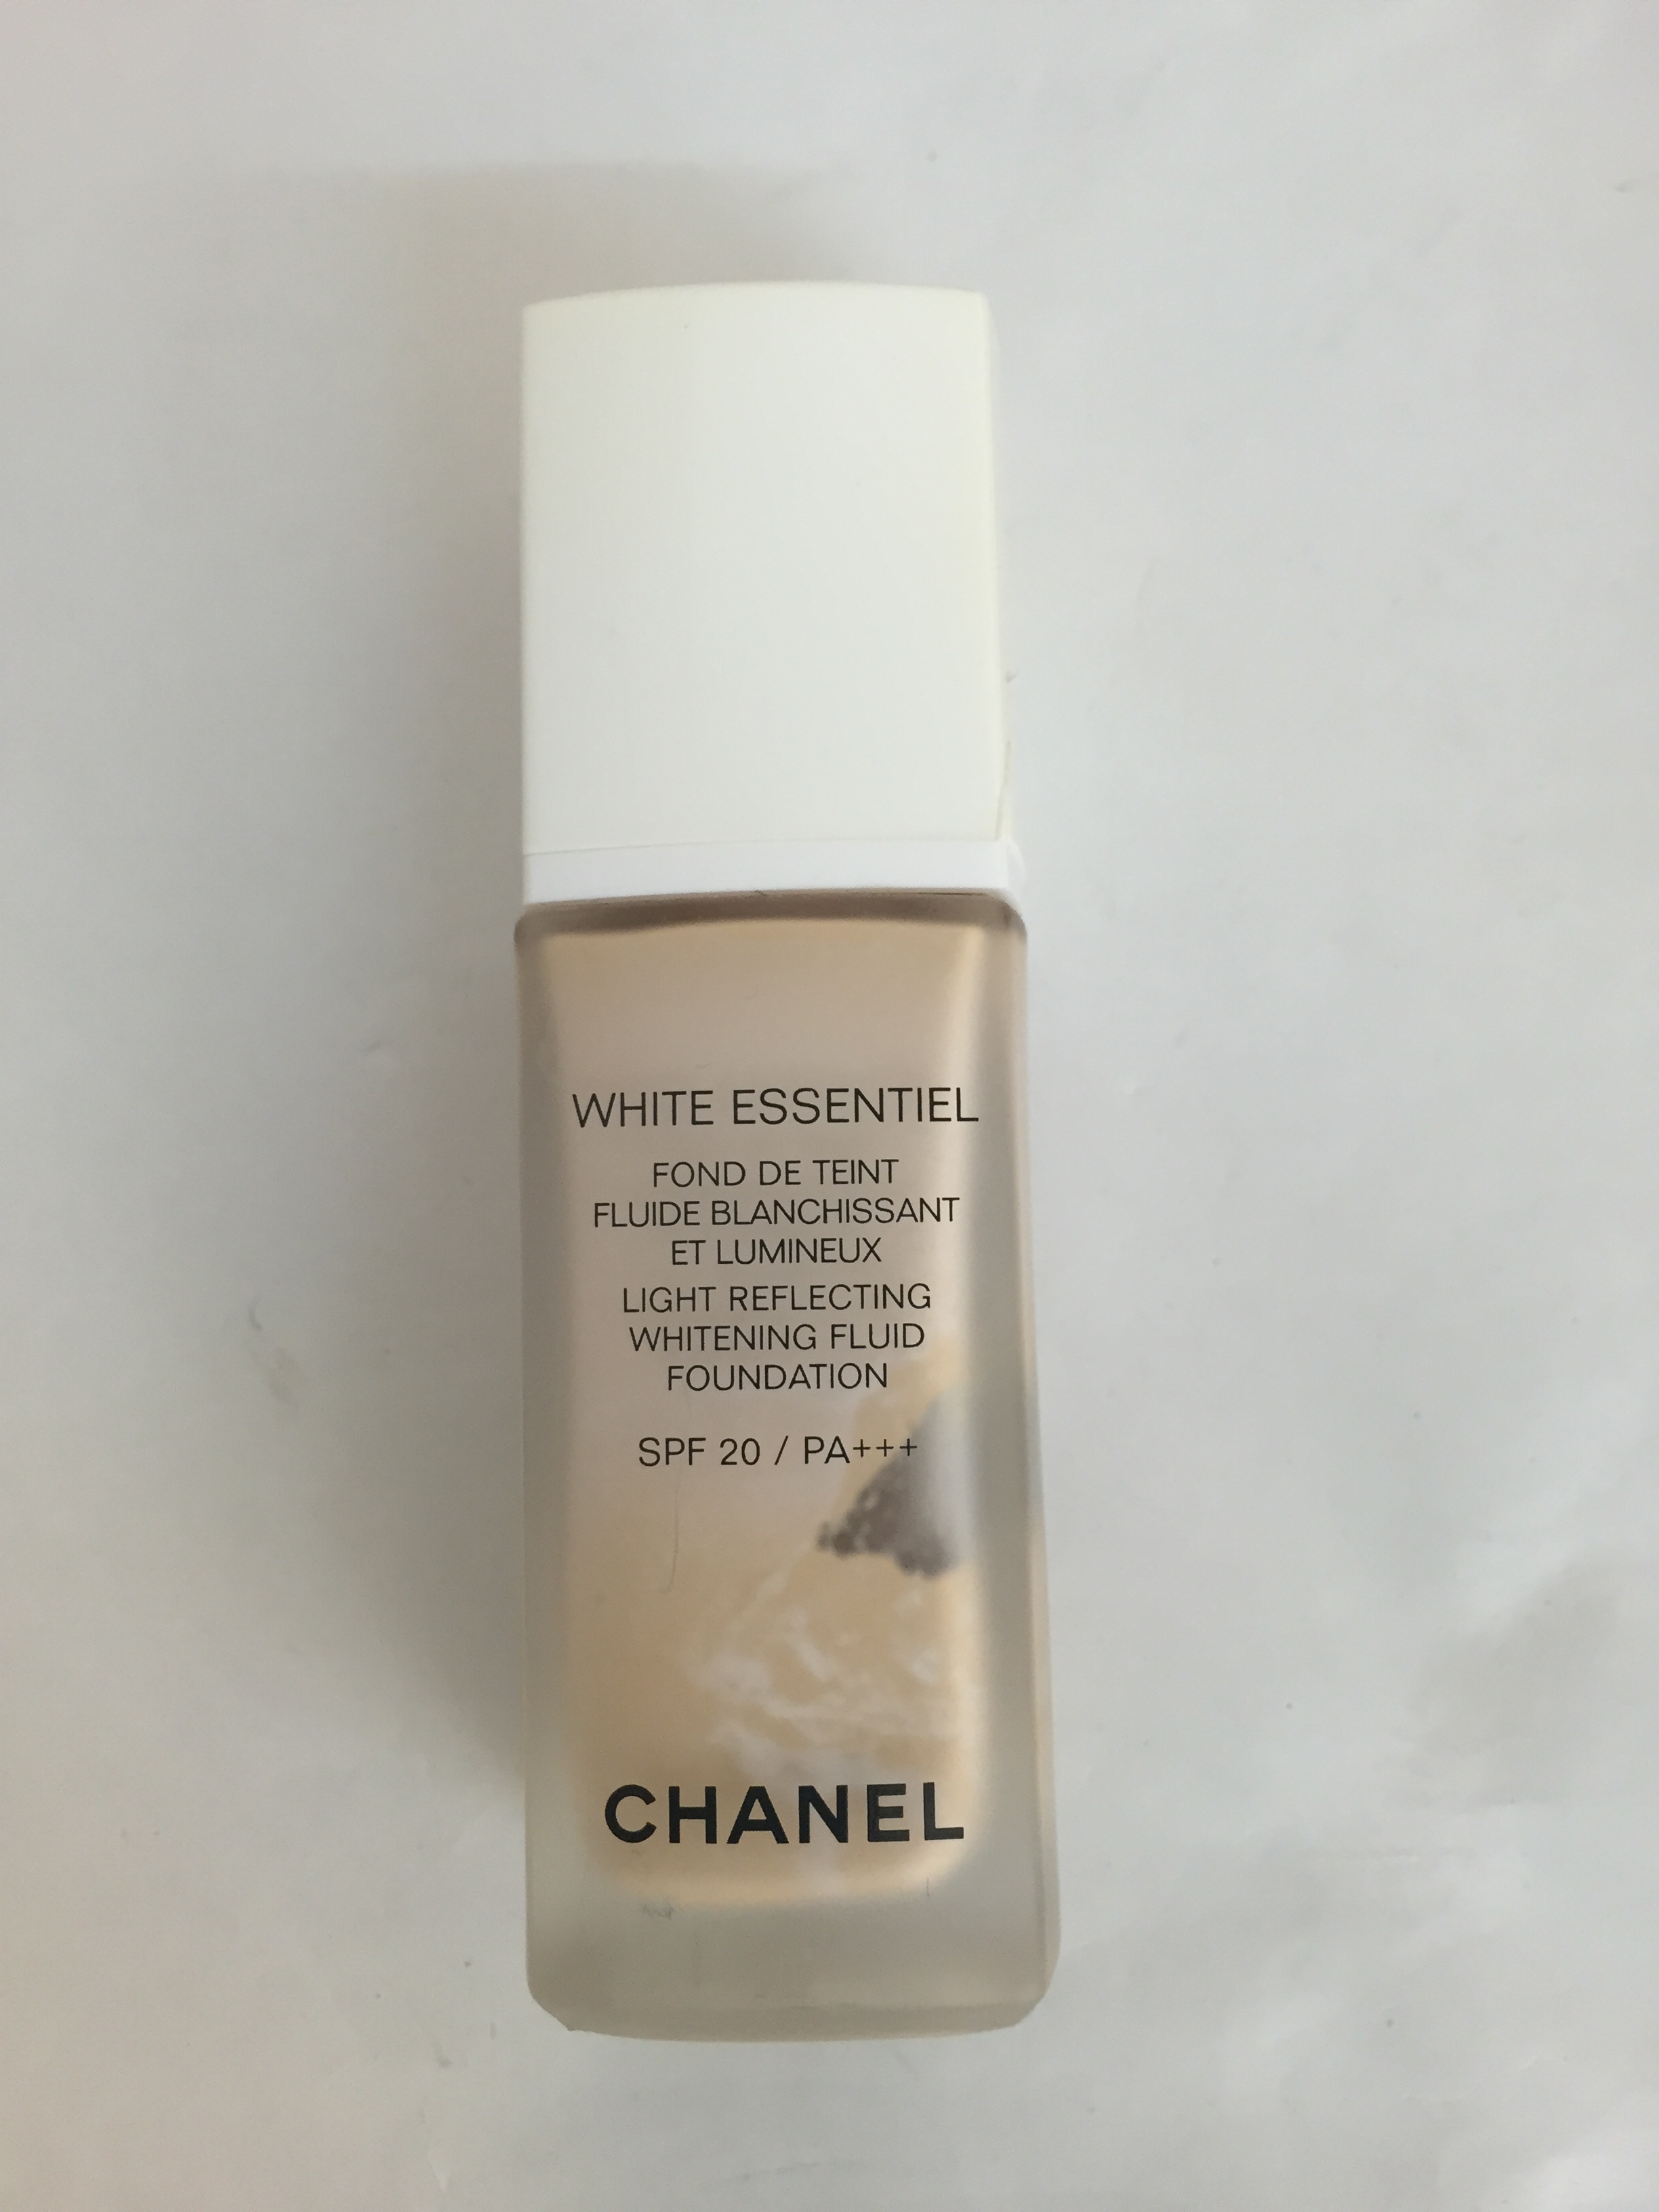 WHITE ESSENTIEL
FOND DE TEINT
FLUIDE BLANCHISSANT
ET LUMINEUX
LIGHT REFLECTING
WHITENING FLUID
FOUNDATION
SPF 20 / PA+++
CHANEL